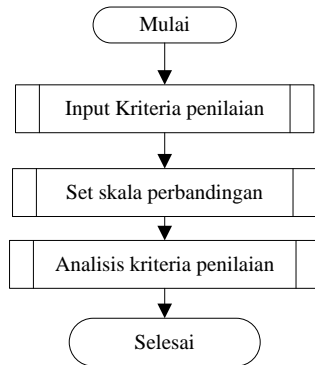 Mulai
Input Kriteria penilaian
Set skala perbandingan
Analisis kriteria penilaian
Selesai